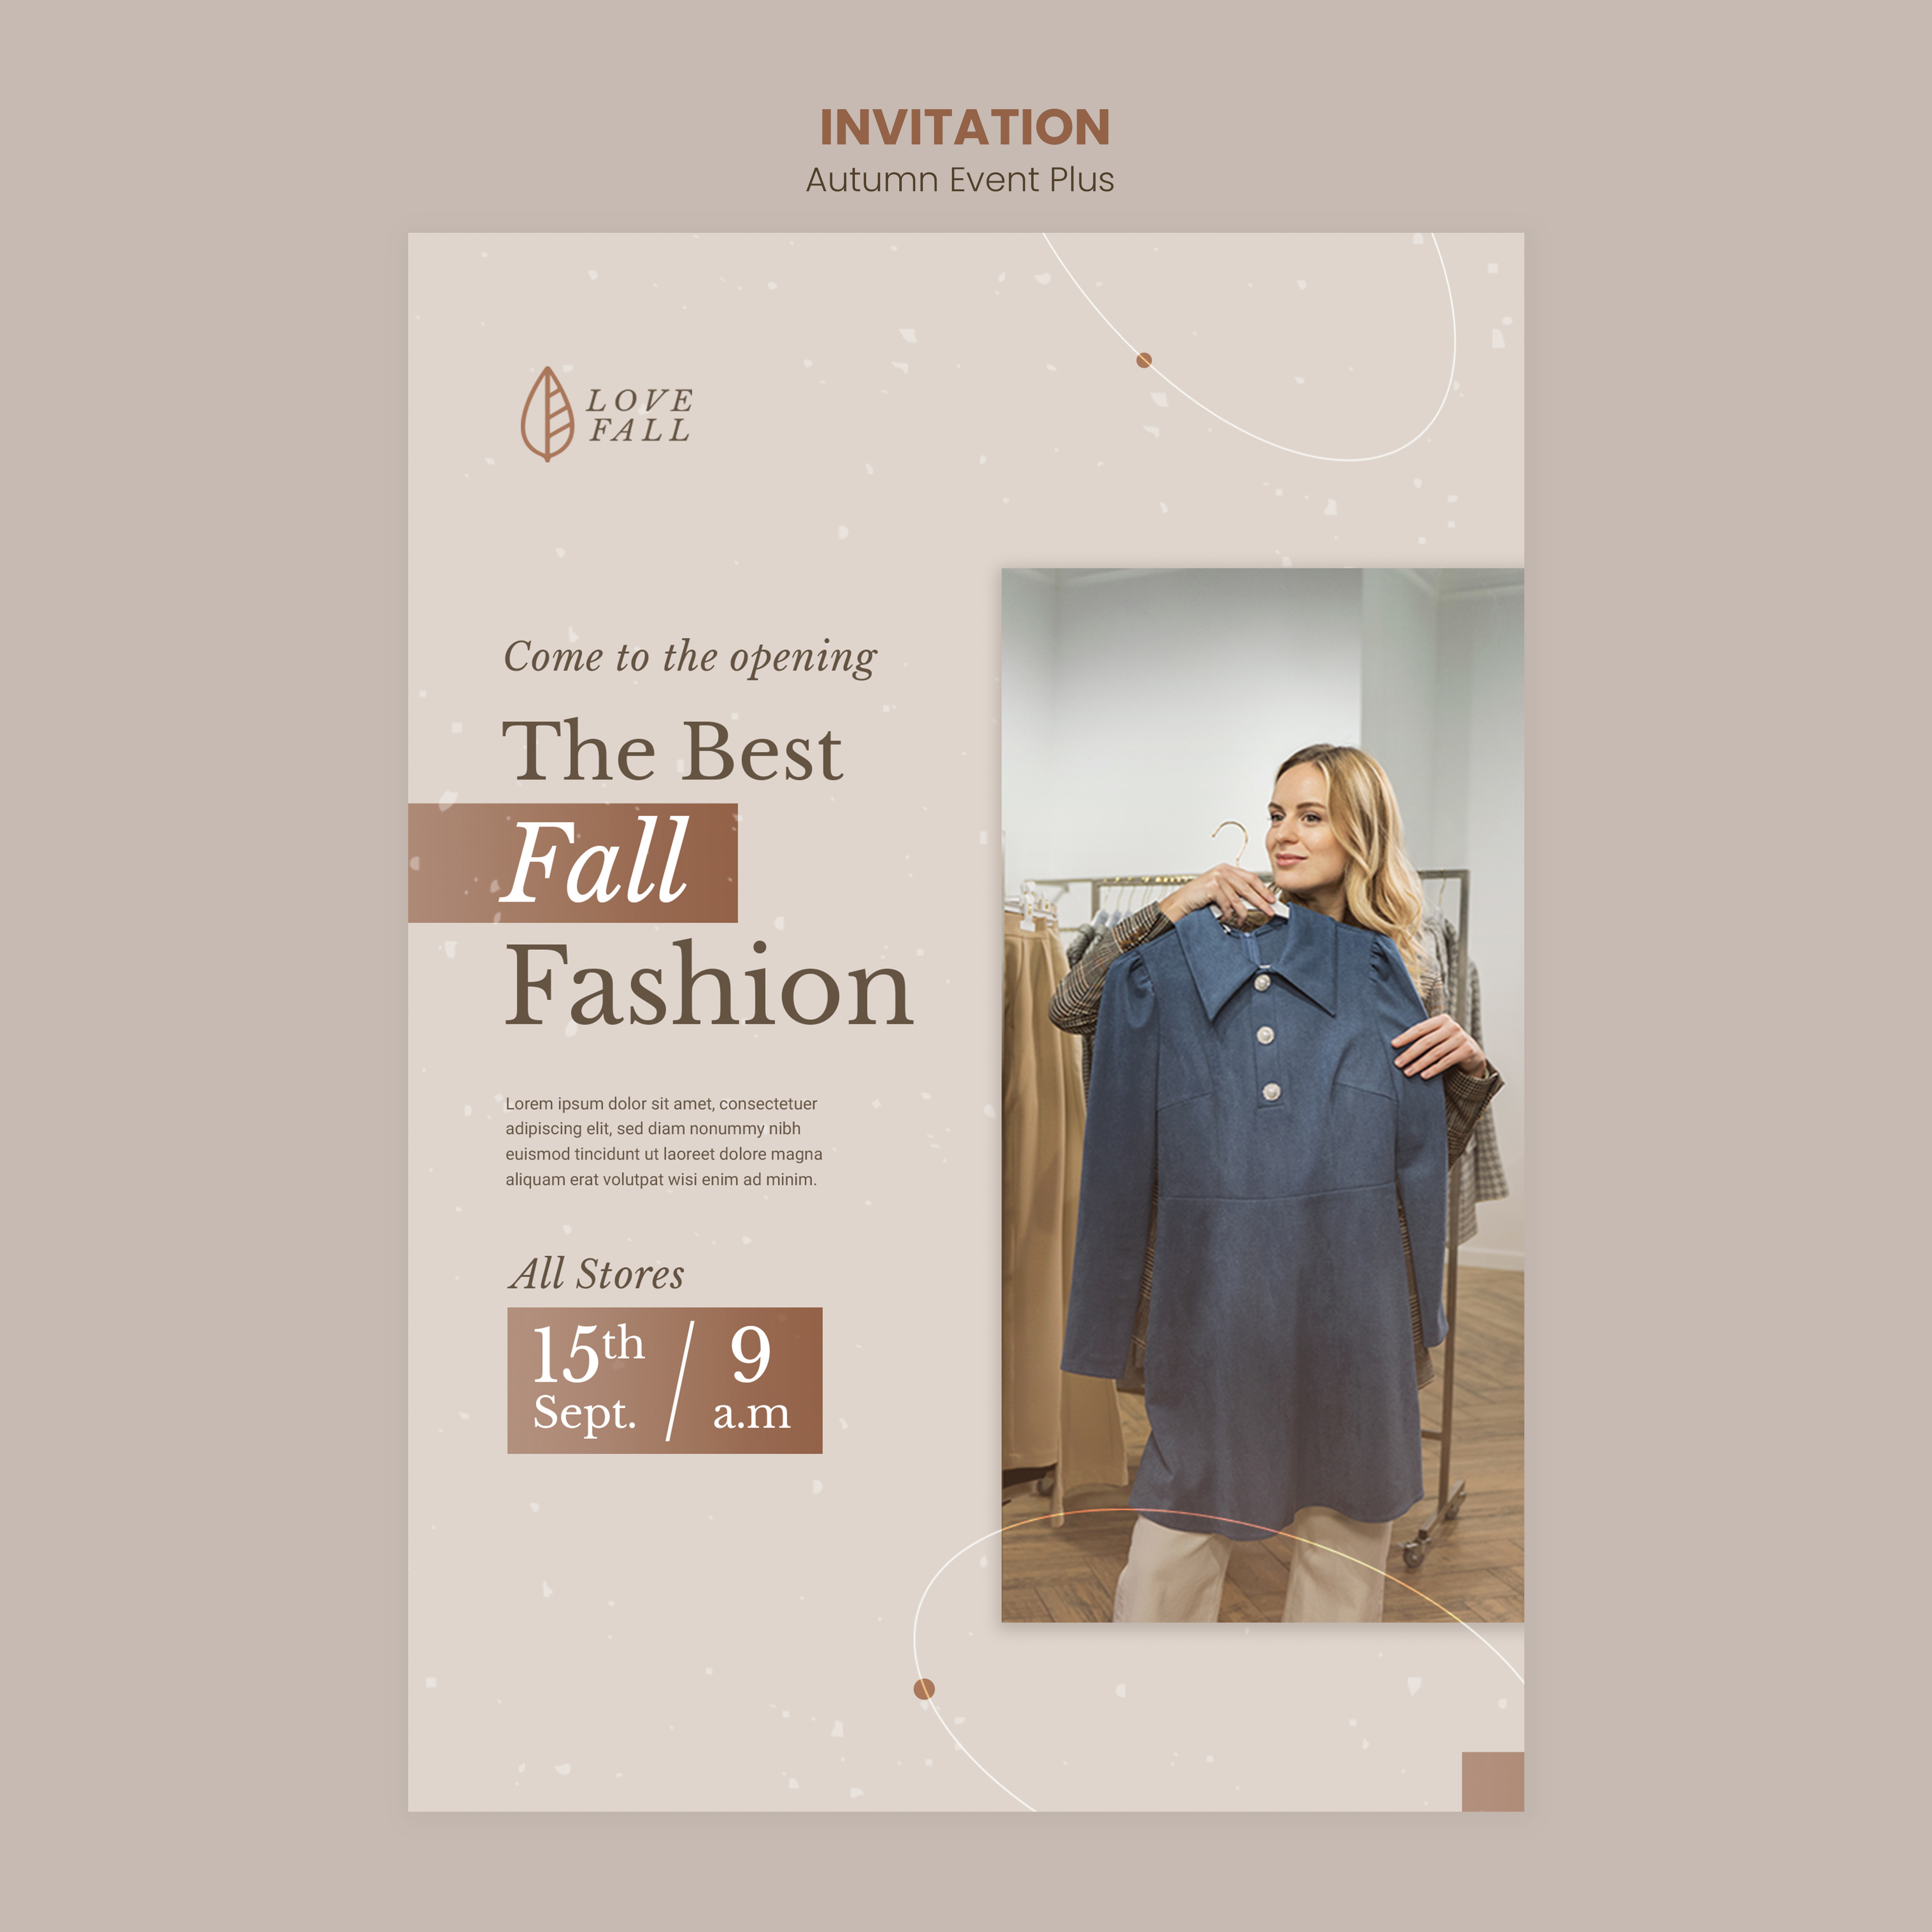 INVITATION
Autumn Event Plus
LOVE
FALL
Come to the opening
The Best
Fall
Fashion
Lorem ipsum dolor sit amet, consectetuer
adipiscing elit, sed diam nonummy nibh
euismod tincidunt ut laoreet dolore magna
aliquam erat volutpat wisi enim ad minim.
All Stores
15th / 9
Sept. a.m